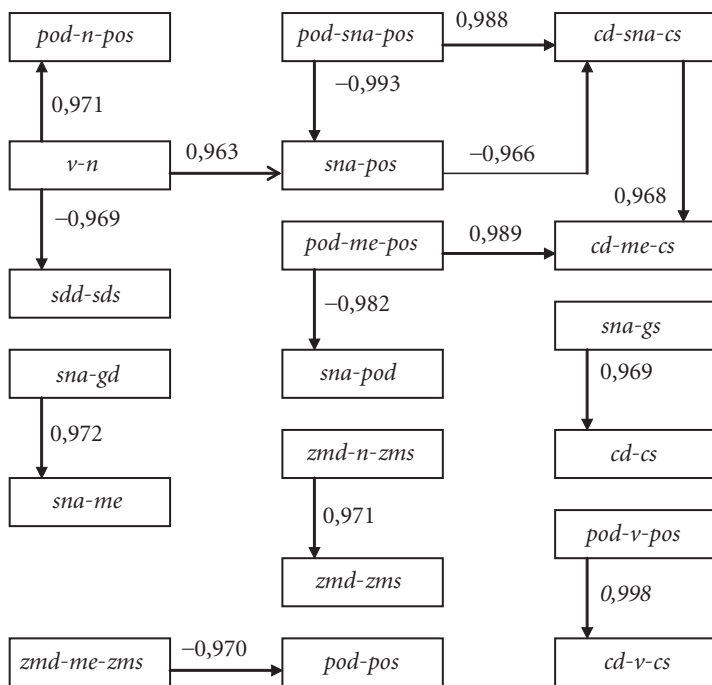 pod-n-pos
pod-sna-pos
0,988
cd-sna-cs
0,971
−0,993
v-n
0,963
sna-pos
−0,966
−0,969
0,968
pod-me-pos
0,989
cd-me-cs
sdd-sds
−0,982
sna-gs
sna-gd
sna-pod
0,969
0,972
zmd-n-zms
cd-cs
sna-me
0,971
pod-v-pos
zmd-zms
0,998
zmd-me-zms
−0,970
pod-pos
cd-v-cs